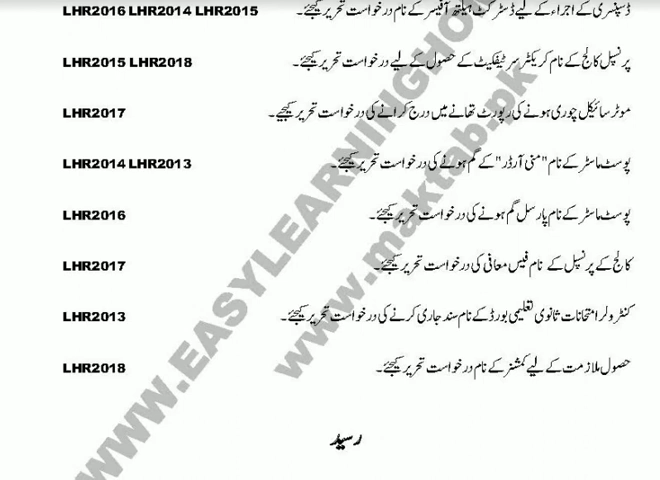 ڈسپنسری کے اجراء کے لیے ڈسٹرکٹ ہیلتھ آفیسر کے نام درخواست تحریر کیجئے۔ LHR2016 LHR2014 LHR2015
پرنسپل کالج کے نام کریکٹر سرٹیفکیٹ کے حصول کے لیے درخواست تحریر کیجئے۔ LHR2015 LHR2018
موٹر سائیکل چوری ہونے کی رپورٹ تھانے میں درج کرانے کی درخواست تحریر کیجیے۔ LHR2017
پوسٹ ماسٹر کے نام "منی آرڈر" کے گم ہونے کی درخواست تحریر کیجئے۔ LHR2014 LHR2013
پوسٹ ماسٹر کے نام پارسل گم ہونے کی درخواست تحریر کیجئے۔ LHR2016
کالج کے پرنسپل کے نام فیس معافی کی درخواست تحریر کیجئے۔ LHR2017
کنٹرولر امتحانات ثانوی تعلیمی بورڈ کے نام سند جاری کرنے کی درخواست تحریر کیجئے۔ LHR2013
حصول ملازمت کے لیے کمشنر کے نام درخواست تحریر کیجئے۔ LHR2018
رسید
WWW.EASYLEARNINGHOU
www.maktab.pk